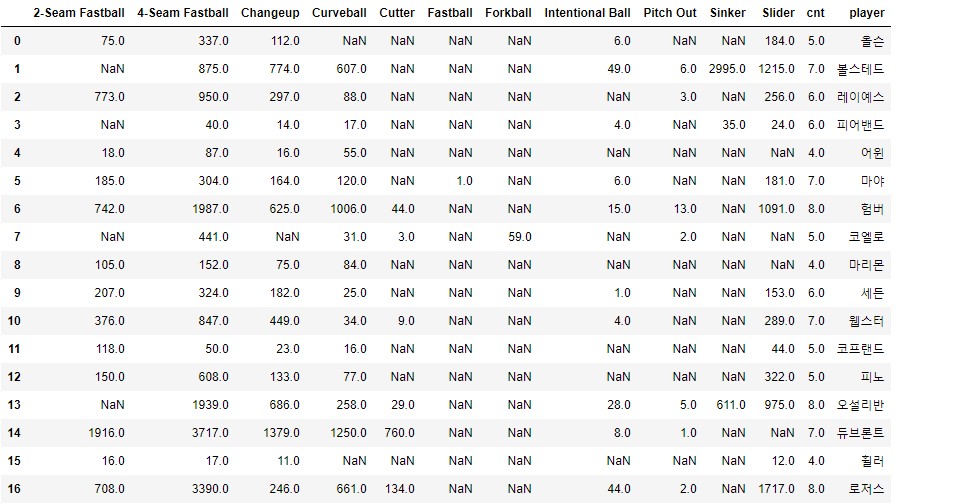 2-Seam Fastball 4-Seam Fastball Changeup Curveball Cutter Fastball Forkball Intentional Ball Pitch Out Sinker Slider cnt player
0 75.0 337.0 112.0 NaN NaN NaN NaN 6.0 NaN NaN 184.0 5.0 올슨
1 NaN 875.0 774.0 607.0 NaN NaN NaN 49.0 6.0 2995.0 1215.0 7.0 볼스테드
2 773.0 950.0 297.0 88.0 NaN NaN NaN NaN 3.0 NaN 256.0 6.0 레이예스
3 NaN 40.0 14.0 17.0 NaN NaN NaN 4.0 NaN 35.0 24.0 6.0 피어밴드
4 18.0 87.0 16.0 55.0 NaN NaN NaN NaN NaN NaN NaN 4.0 어윈
5 185.0 304.0 164.0 120.0 NaN 1.0 NaN 6.0 NaN NaN 181.0 7.0 마야
6 742.0 1987.0 625.0 1006.0 44.0 NaN NaN 15.0 13.0 NaN 1091.0 8.0 험버
7 NaN 441.0 NaN 31.0 3.0 NaN 59.0 NaN 2.0 NaN NaN 5.0 코엘로
8 105.0 152.0 75.0 84.0 NaN NaN NaN NaN NaN NaN NaN 4.0 마리몬
9 207.0 324.0 182.0 25.0 NaN NaN NaN 1.0 NaN NaN 153.0 6.0 세든
10 376.0 847.0 449.0 34.0 9.0 NaN NaN 4.0 NaN NaN 289.0 7.0 웹스터
11 118.0 50.0 23.0 16.0 NaN NaN NaN NaN NaN NaN 44.0 5.0 코프랜드
12 150.0 608.0 133.0 77.0 NaN NaN NaN NaN NaN NaN 322.0 5.0 피노
13 NaN 1939.0 686.0 258.0 29.0 NaN NaN 28.0 5.0 611.0 975.0 8.0 오설리반
14 1916.0 3717.0 1379.0 1250.0 760.0 NaN NaN 8.0 1.0 NaN NaN 7.0 듀브론트
15 16.0 17.0 11.0 NaN NaN NaN NaN NaN NaN NaN 12.0 4.0 휠러
16 708.0 3390.0 246.0 661.0 134.0 NaN NaN 44.0 2.0 NaN 1717.0 8.0 로저스